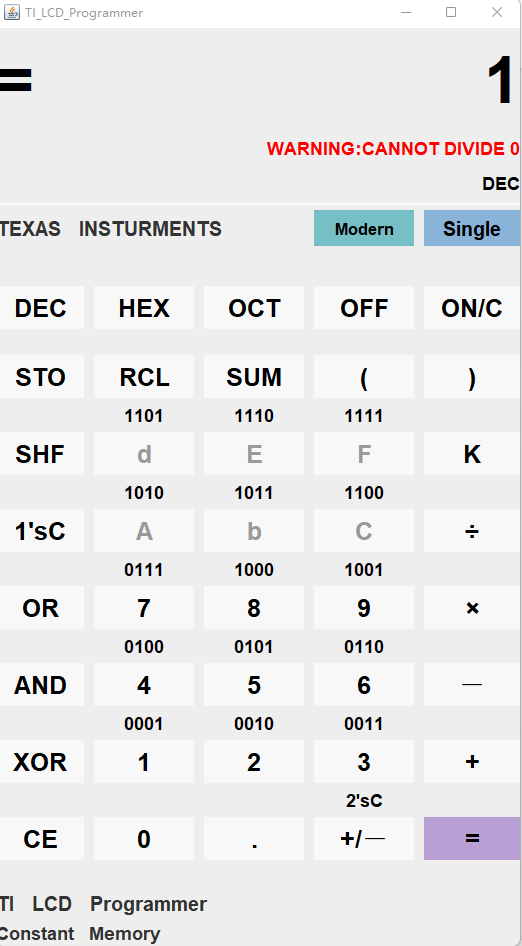 TI_LCD_Programmer
= 1
WARNING:CANNOT DIVIDE 0
DEC
TEXAS INSTURMENTS Modern Single
DEC HEX OCT OFF ON/C
STO RCL SUM ( )
1101 1110 1111
SHF d E F K
1010 1011 1100
1'sC A b C ÷
0111 1000 1001
OR 7 8 9 ×
0100 0101 0110
AND 4 5 6 —
0001 0010 0011
XOR 1 2 3 +
2'sC
CE 0 . +/— =
TI LCD Programmer
Constant Memory